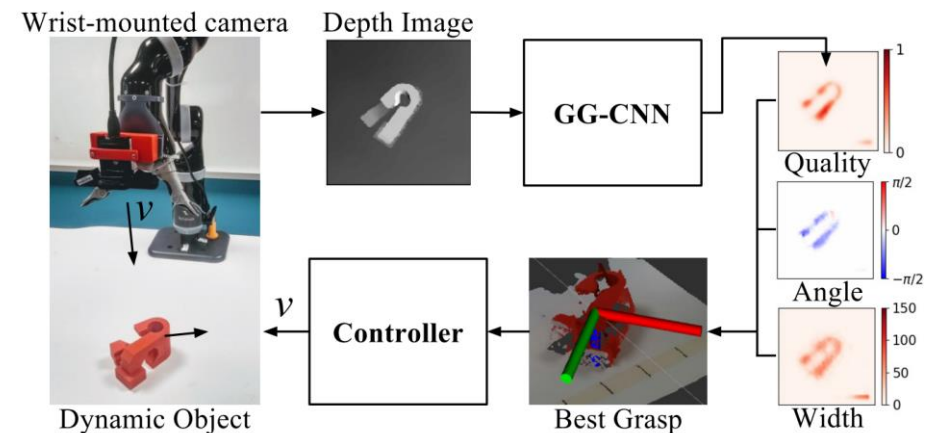 Wrist-mounted camera
Depth Image
GG-CNN
1
0
Quality
π/2
0
−π/2
Angle
150
100
50
0
Width
v
v
Controller
Dynamic Object
Best Grasp